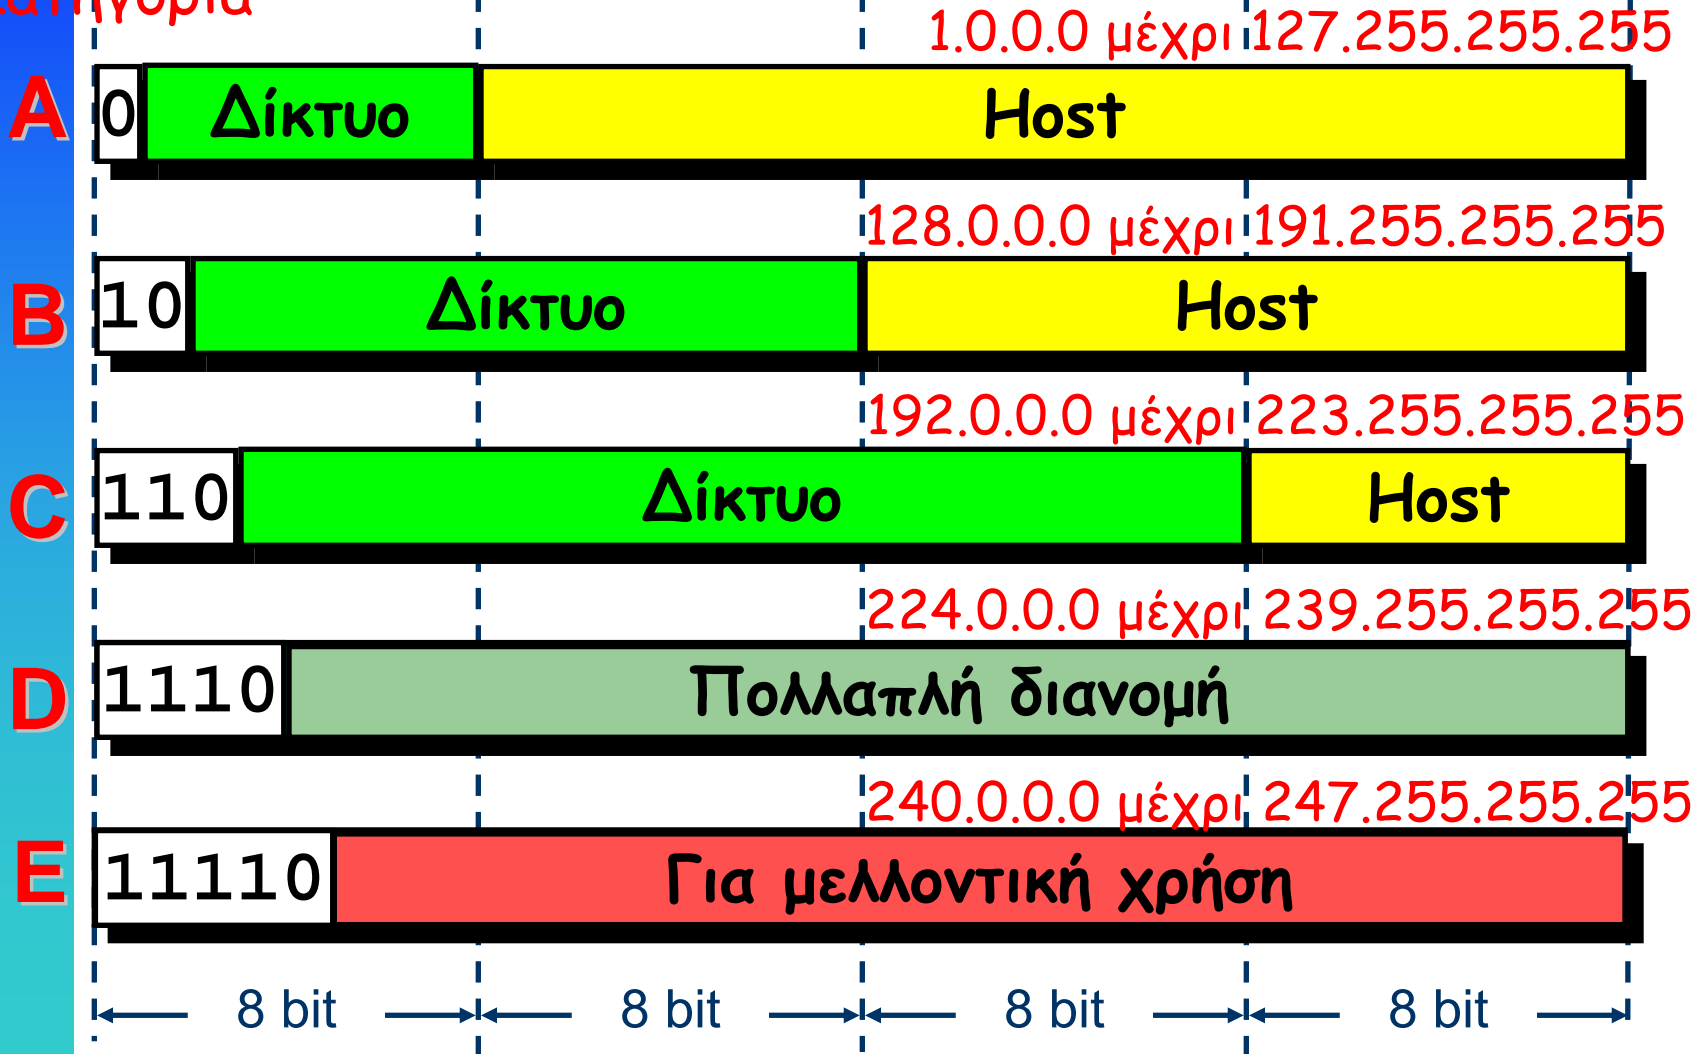 κατηγορία
1.0.0.0 μέχρι 127.255.255.255
A 0 Δίκτυο Host
128.0.0.0 μέχρι 191.255.255.255
B 10 Δίκτυο Host
192.0.0.0 μέχρι 223.255.255.255
C 110 Δίκτυο Host
224.0.0.0 μέχρι 239.255.255.255
D 1110 Πολλαπλή διανομή
240.0.0.0 μέχρι 247.255.255.255
E 11110 Για μελλοντική χρήση
8 bit 8 bit 8 bit 8 bit